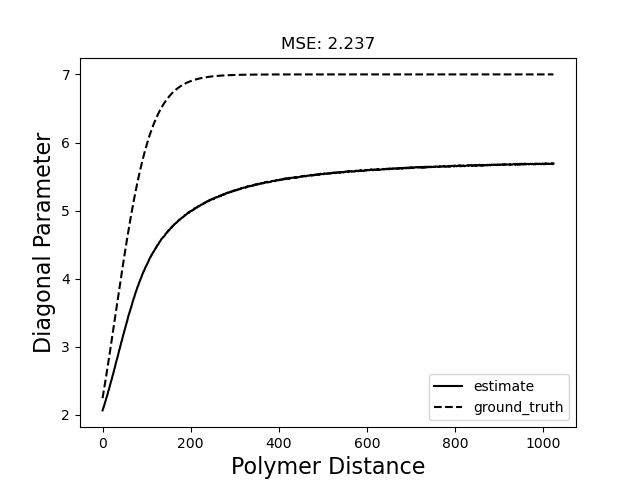 MSE: 2.237
Diagonal Parameter
7
6
5
4
3
2
estimate
ground_truth
0 200 400 600 800 1000
Polymer Distance